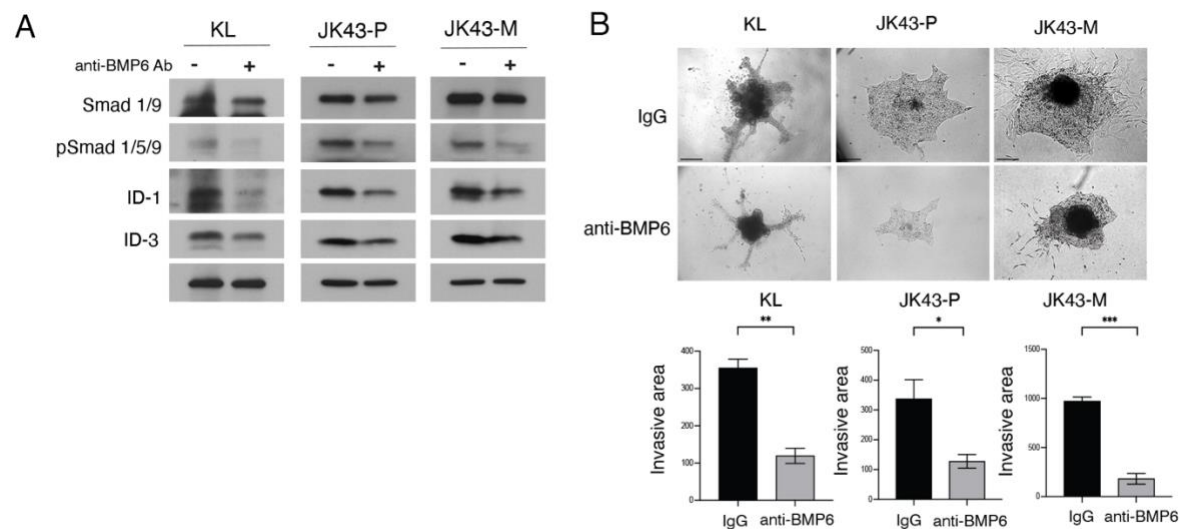 A
KL JK43-P JK43-M
anti-BMP6 Ab - + - + - +
Smad 1/9
pSmad 1/5/9
ID-1
ID-3
B
KL JK43-P JK43-M
IgG
anti-BMP6
KL JK43-P JK43-M
** * ***
Invasive area
400
300
200
100
0
IgG anti-BMP6
Invasive area
500
400
300
200
100
0
IgG anti-BMP6
Invasive area
1500
1000
500
0
IgG anti-BMP6